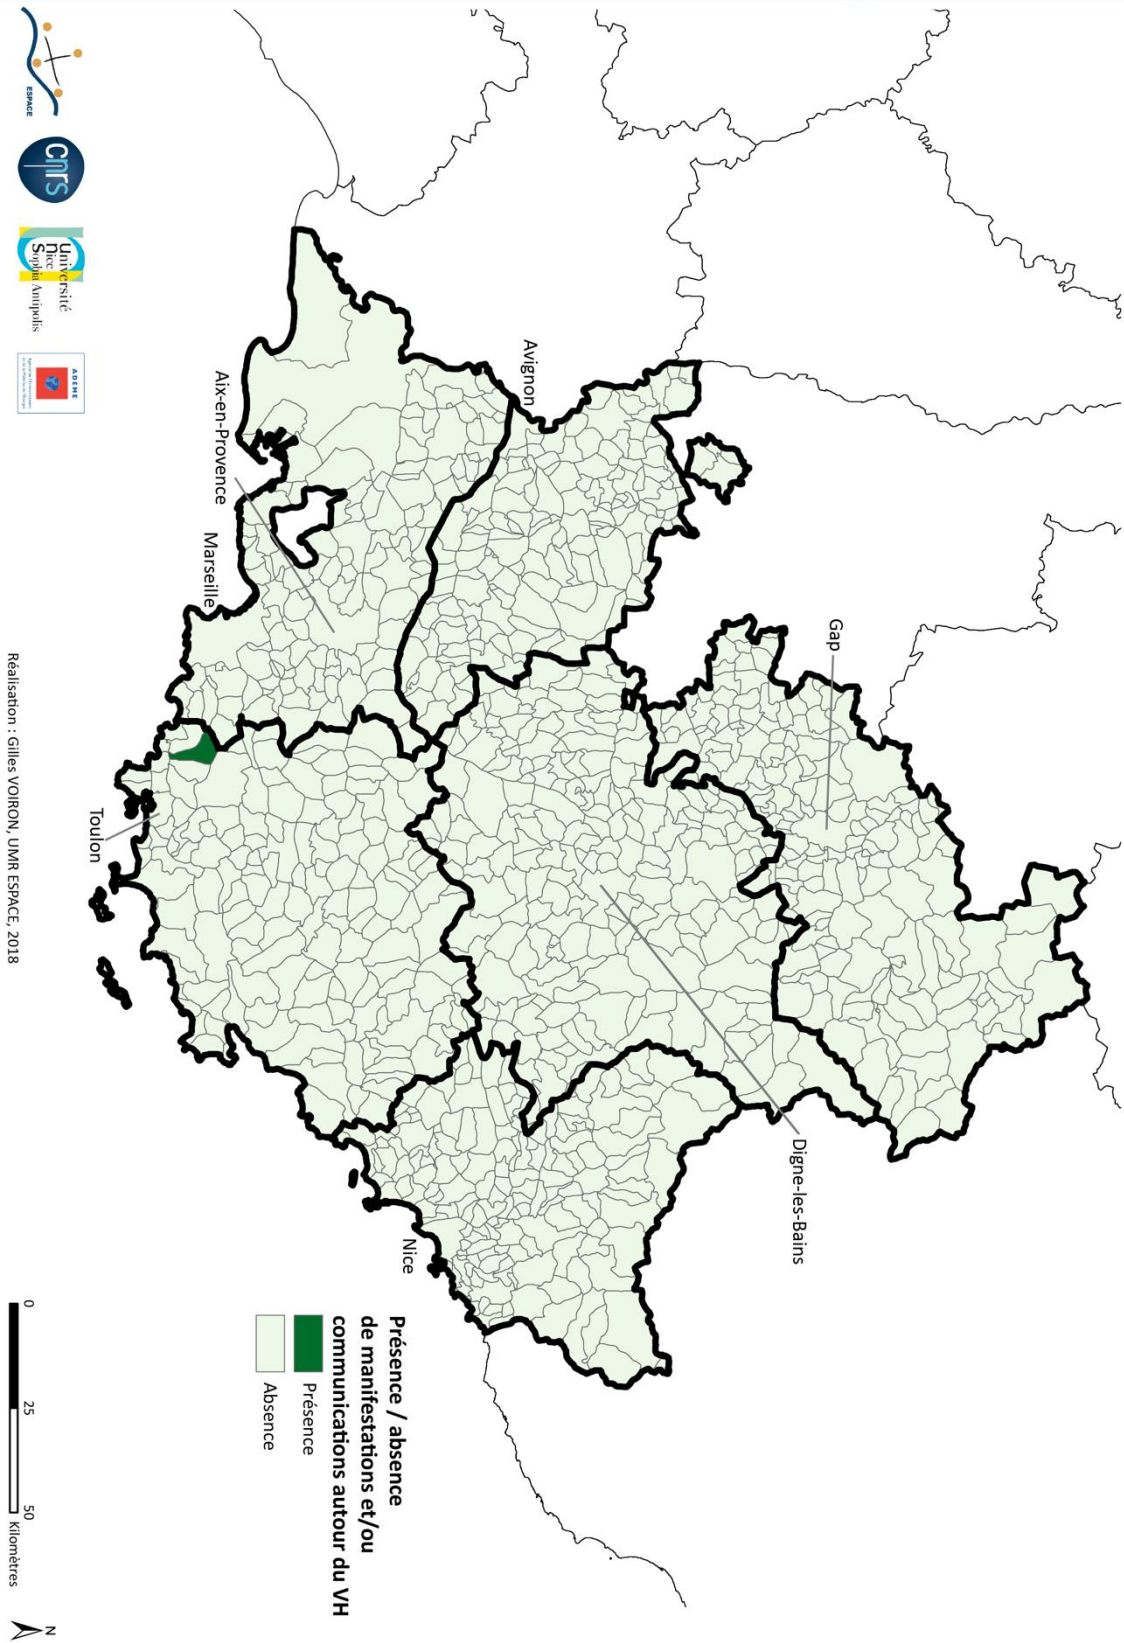 Gap
Avignon
Digne-les-Bains
Aix-en-Provence
Marseille
Nice
Toulon
Présence / absence
de manifestations et/ou
communications autour du VH
Présence
Absence
ESPACE
cnrs
Université
nice
Sophia Antipolis
ADEME
Réalisation : Gilles VOIRON, UMR ESPACE, 2018
0 25 50
Kilomètres
N